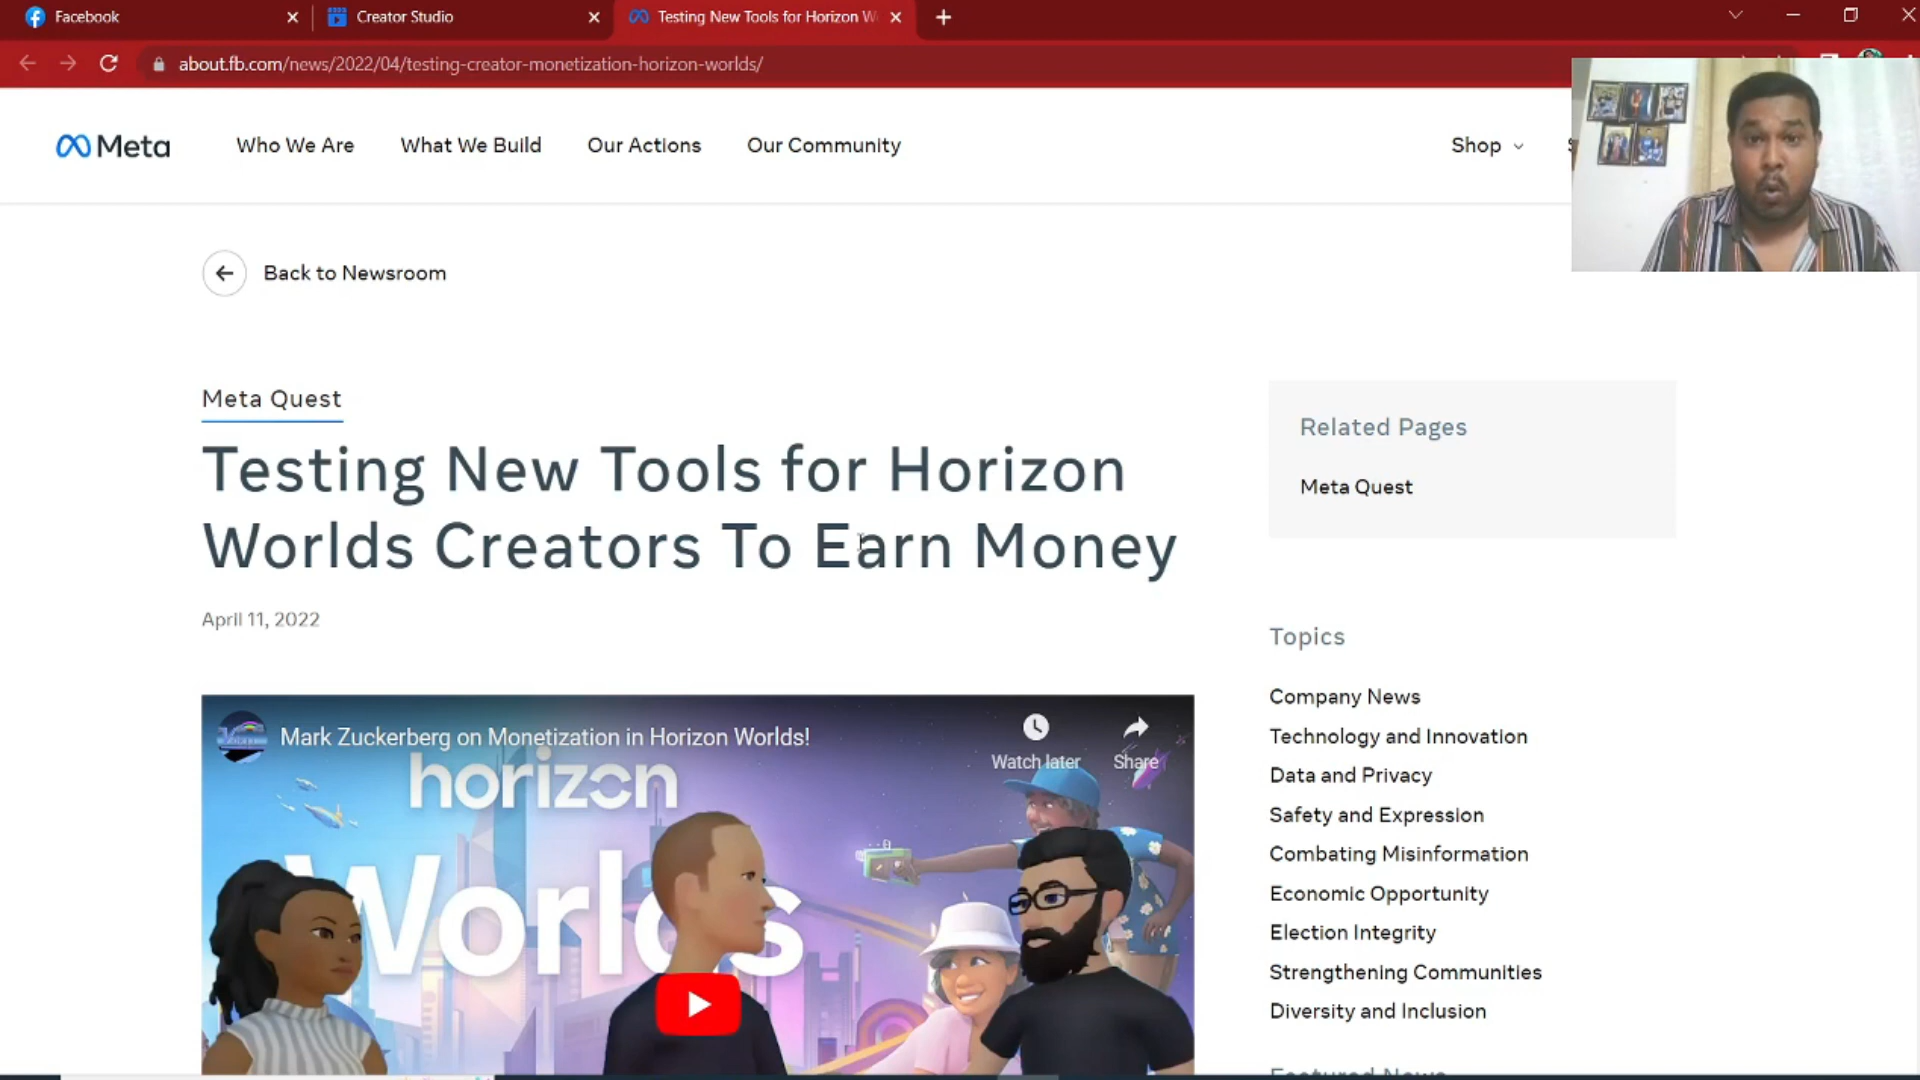 Facebook
Creator Studio
Testing New Tools for Horizon W
about.fb.com/news/2022/04/testing-creator-monetization-horizon-worlds/
Meta
Who We Are
What We Build
Our Actions
Our Community
Shop
Back to Newsroom
Meta Quest
Testing New Tools for Horizon
Worlds Creators To Earn Money
April 11, 2022
Mark Zuckerberg on Monetization in Horizon Worlds!
Watch later
Share
horizon
Worlds
Related Pages
Meta Quest
Topics
Company News
Technology and Innovation
Data and Privacy
Safety and Expression
Combating Misinformation
Economic Opportunity
Election Integrity
Strengthening Communities
Diversity and Inclusion
Featured News